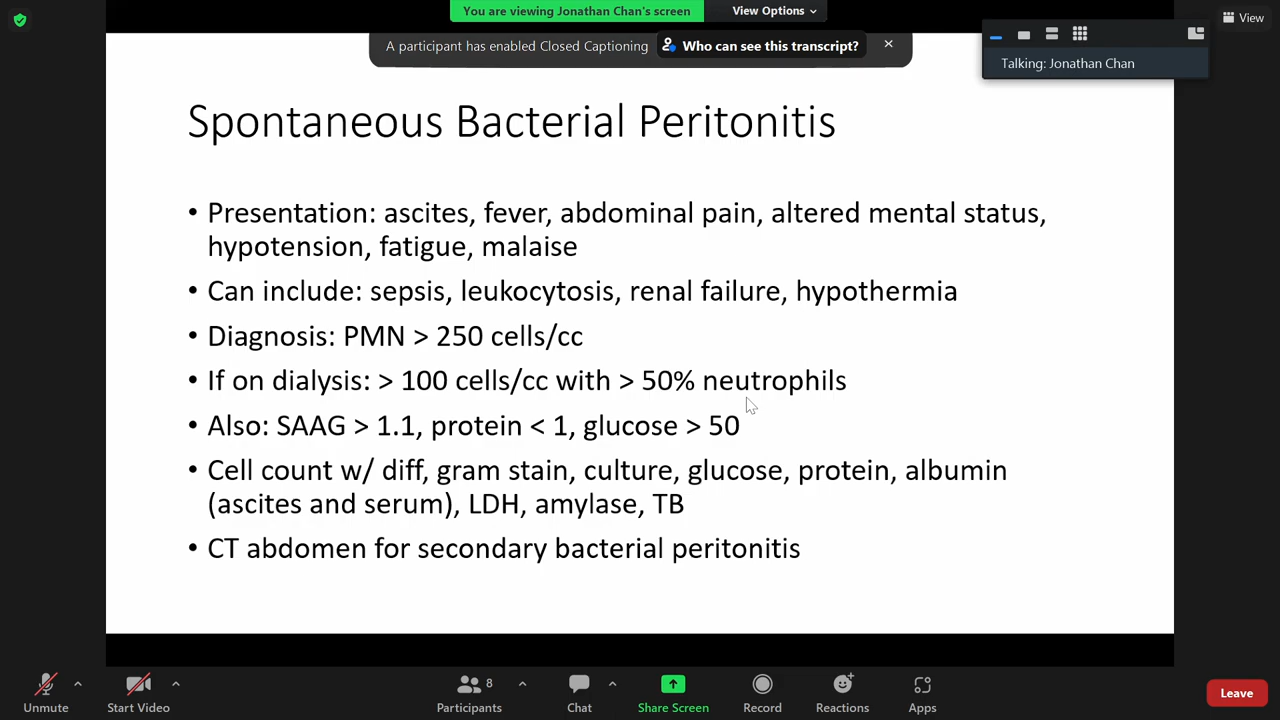 You are viewing Jonathan Chan's screen
View Options
View
A participant has enabled Closed Captioning
Who can see this transcript?
Talking: Jonathan Chan
Spontaneous Bacterial Peritonitis
• Presentation: ascites, fever, abdominal pain, altered mental status,
hypotension, fatigue, malaise
• Can include: sepsis, leukocytosis, renal failure, hypothermia
• Diagnosis: PMN > 250 cells/cc
• If on dialysis: > 100 cells/cc with > 50% neutrophils
• Also: SAAG > 1.1, protein < 1, glucose > 50
• Cell count w/ diff, gram stain, culture, glucose, protein, albumin
(ascites and serum), LDH, amylase, TB
• CT abdomen for secondary bacterial peritonitis
Unmute
Start Video
8
Participants
Chat
Share Screen
Record
Reactions
Apps
Leave